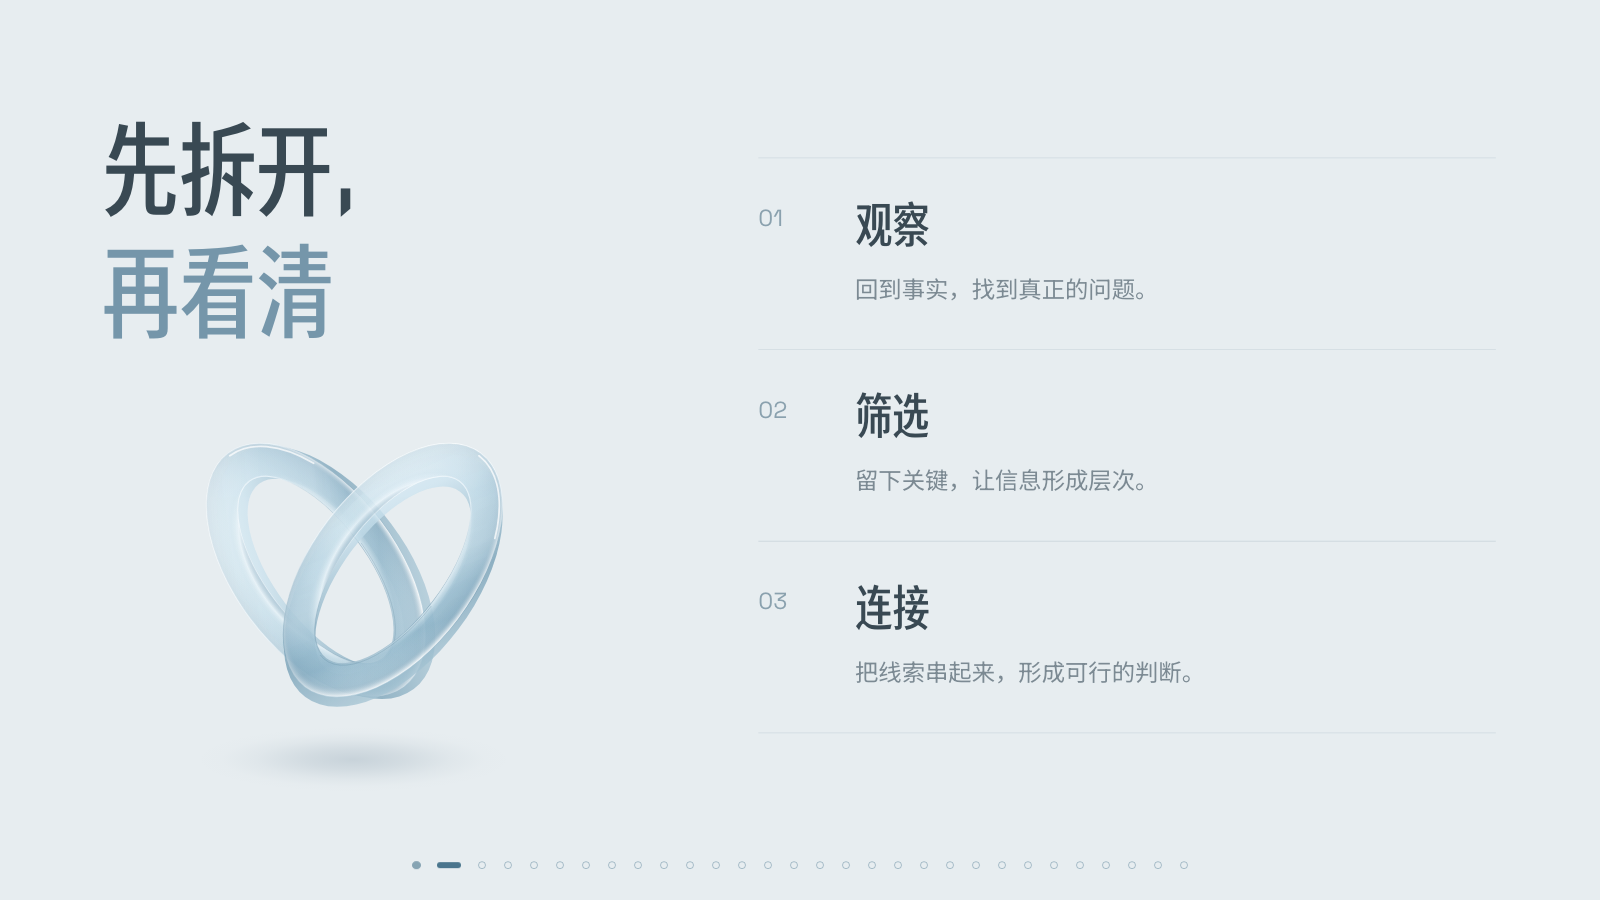 先拆开,
再看清
01
观察
回到事实，找到真正的问题。
02
筛选
留下关键，让信息形成层次。
03
连接
把线索串起来，形成可行的判断。